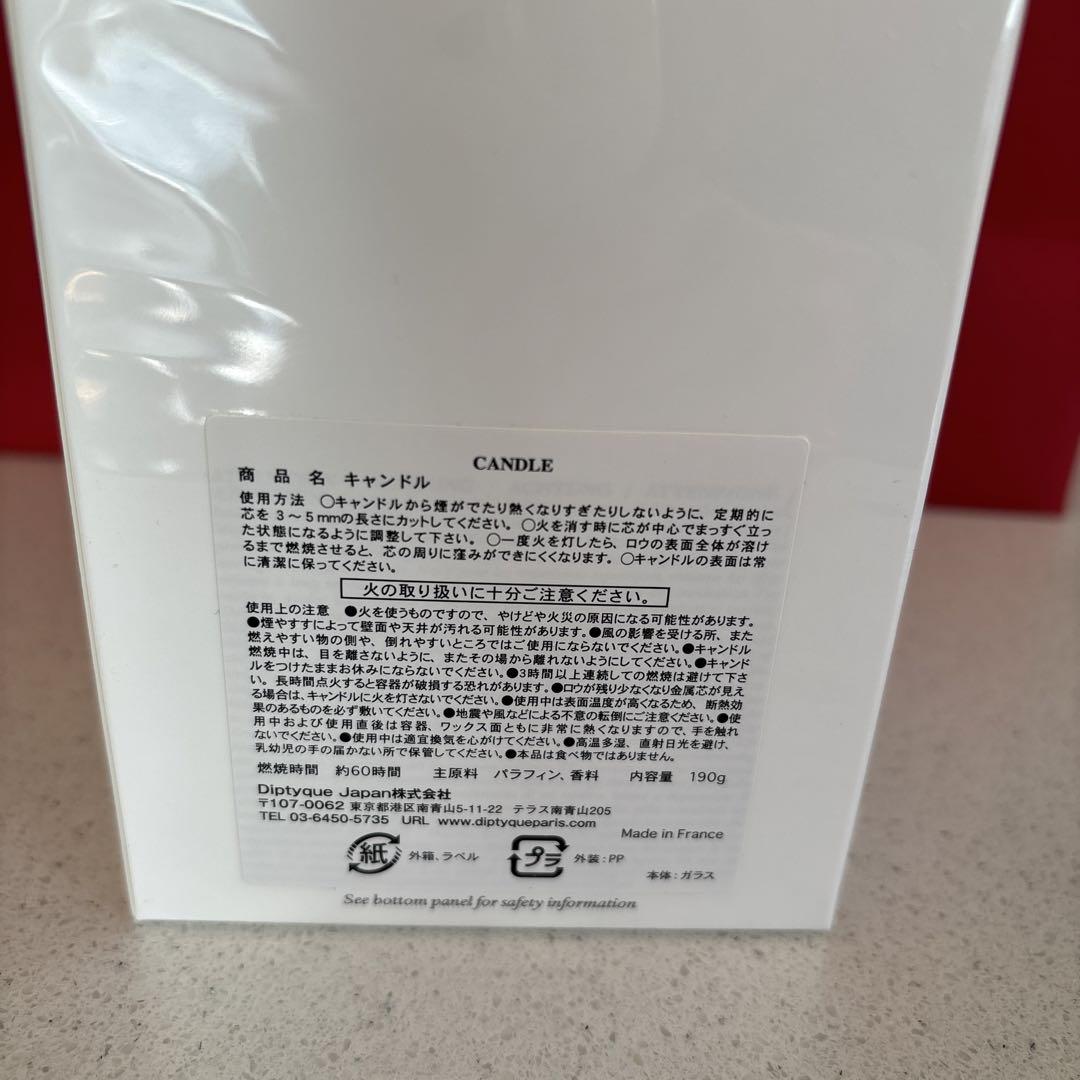 CANDLE
商品名 キャンドル
使用方法 ○キャンドルから煙がでたり熱くなりすぎたりしないように、定期的に
芯を3～5mmの長さにカットしてください。○火を消す時に芯が中心でまっすぐ立っ
た状態になるように調整して下さい。○一度火を灯したら、ロウの表面全体が溶け
るまで燃焼させると、芯の周りに窪みができにくくなります。○キャンドルの表面は常
に清潔に保ってください。
火の取り扱いに十分ご注意ください。
使用上の注意 ●火を使うものですので、やけどや火災の原因になる可能性があります。
●煙やすすによって壁面や天井が汚れる可能性があります。●風の影響を受ける所、また
燃えやすい物の側や、倒れやすいところではご使用にならないでください。●キャンドル
燃焼中は、目を離さないように、またその場から離れないようにしてください。●キャンド
ルをつけたままお休みにならないでください。●3時間以上連続しての燃焼は避けて下さ
い。長時間点火すると容器が破損する恐れがあります。●ロウが残り少なくなり金属芯が見え
る場合は、キャンドルに火を灯さないでください。●使用中は表面温度が高くなるため、断熱効
果のあるものを必ず敷いてください。●地震や風などによる不意の転倒にご注意ください。●使
用中および使用直後は容器、ワックス面ともに非常に熱くなりますので、手を触れ
ないでください。●使用中は適宜換気を心がけてください。●高温多湿、直射日光を避け、
乳幼児の手の届かない所で保管してください。●本品は食べ物ではありません。
燃焼時間 約60時間 主原料 パラフィン、香料 内容量 190g
Diptyque Japan株式会社
〒107-0062 東京都港区南青山5-11-22 テラス南青山205
TEL 03-6450-5735 URL www.diptyqueparis.com
Made in France
紙 外箱、ラベル プラ 外装：PP
本体：ガラス
See bottom panel for safety information